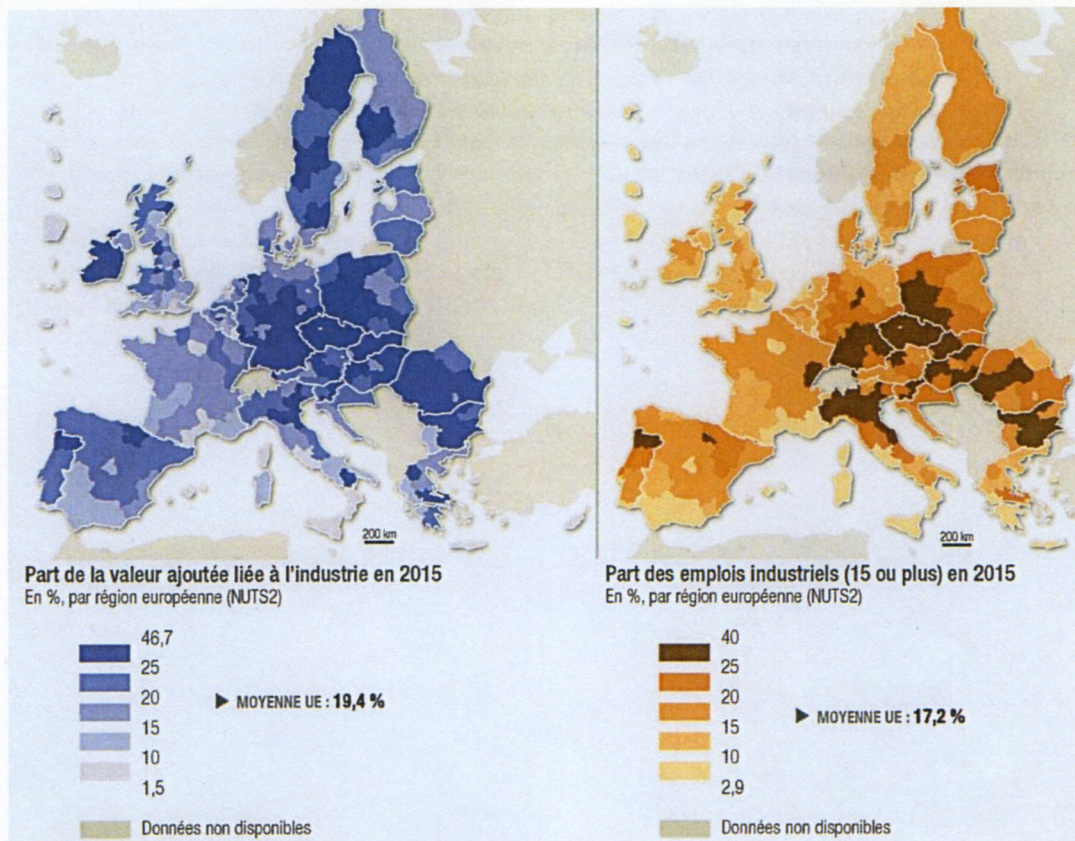 200 km
Part de la valeur ajoutée liée à l'industrie en 2015
En %, par région européenne (NUTS2)
46,7
25
20
15
10
1,5
► MOYENNE UE : 19,4 %
Données non disponibles
200 km
Part des emplois industriels (15 ou plus) en 2015
En %, par région européenne (NUTS2)
40
25
20
15
10
2,9
► MOYENNE UE : 17,2 %
Données non disponibles